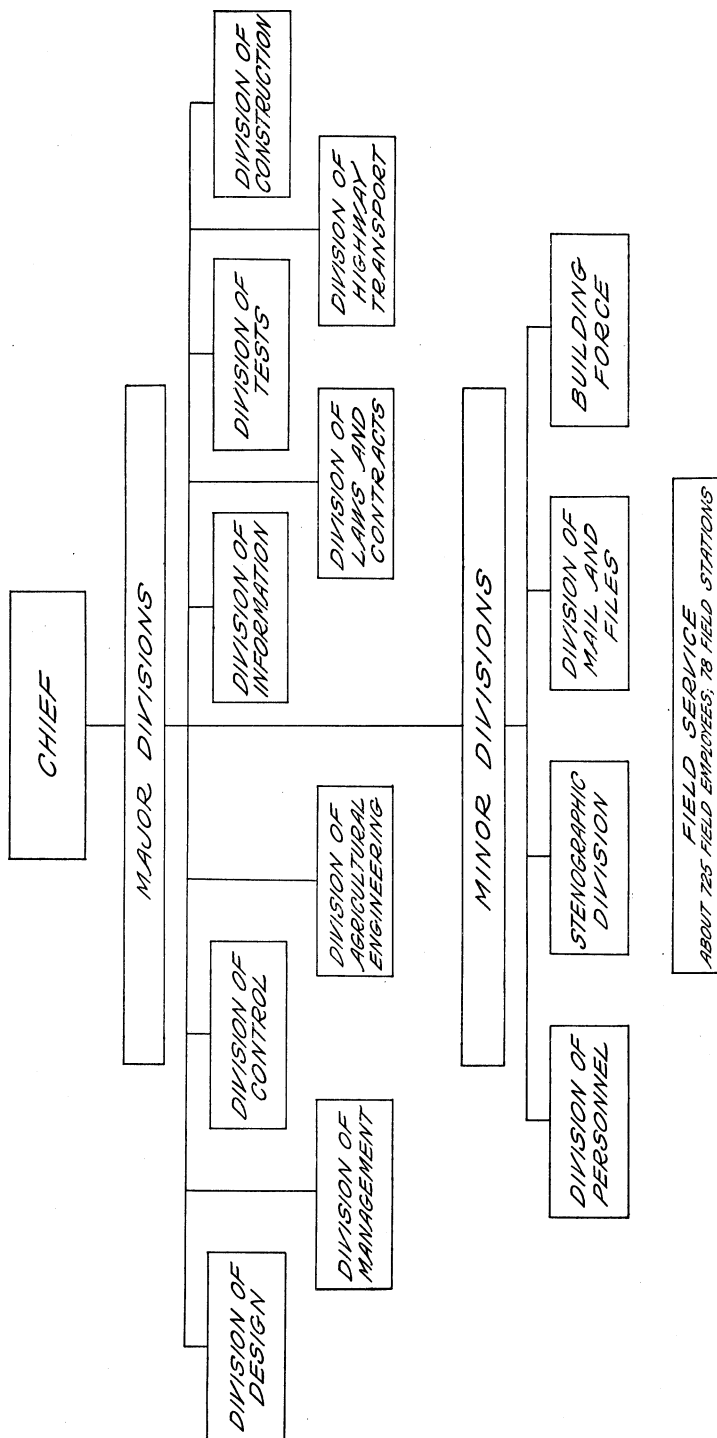 CHIEF
MAJOR DIVISIONS
DIVISION OF
DESIGN
DIVISION OF
CONTROL
DIVISION OF
INFORMATION
DIVISION OF
TESTS
DIVISION OF
CONSTRUCTION
DIVISION OF
MANAGEMENT
DIVISION OF
AGRICULTURAL
ENGINEERING
DIVISION OF
LAWS AND
CONTRACTS
DIVISION OF
HIGHWAY
TRANSPORT
MINOR DIVISIONS
DIVISION OF
PERSONNEL
STENOGRAPHIC
DIVISION
DIVISION OF
MAIL AND
FILES
BUILDING
FORCE
FIELD SERVICE
ABOUT 725 FIELD EMPLOYEES, 78 FIELD STATIONS